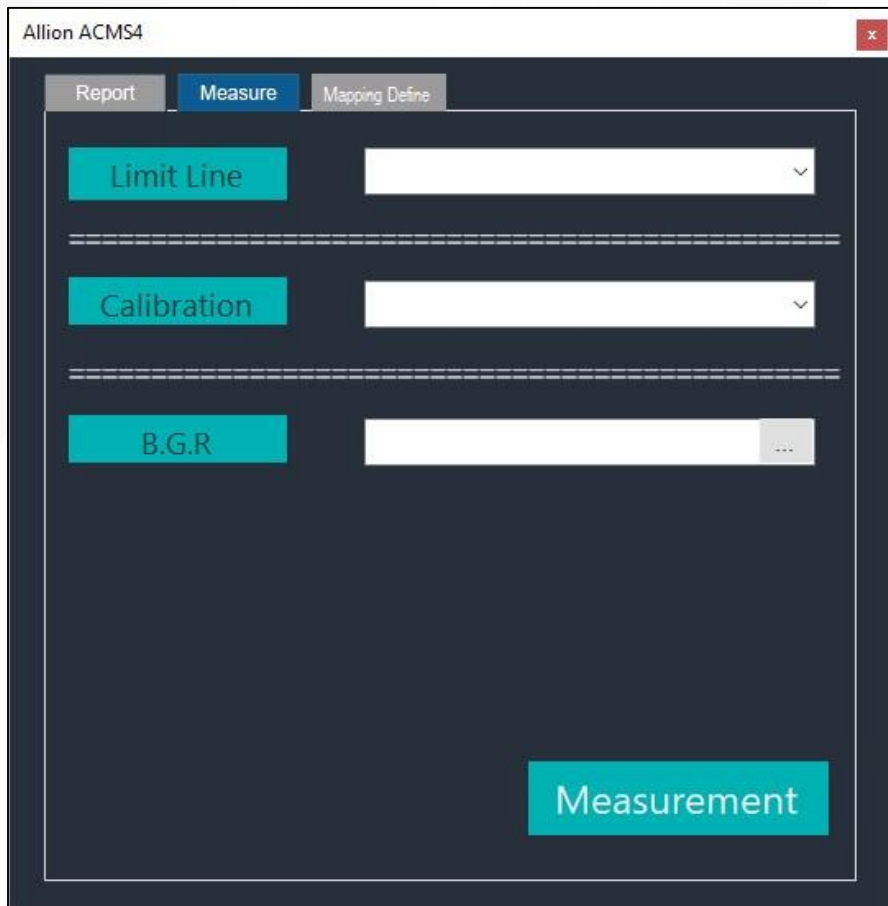 Allion ACMS4
x
Report Measure Mapping Define
Limit Line
==============================================
Calibration
==============================================
B.G.R ...
Measurement